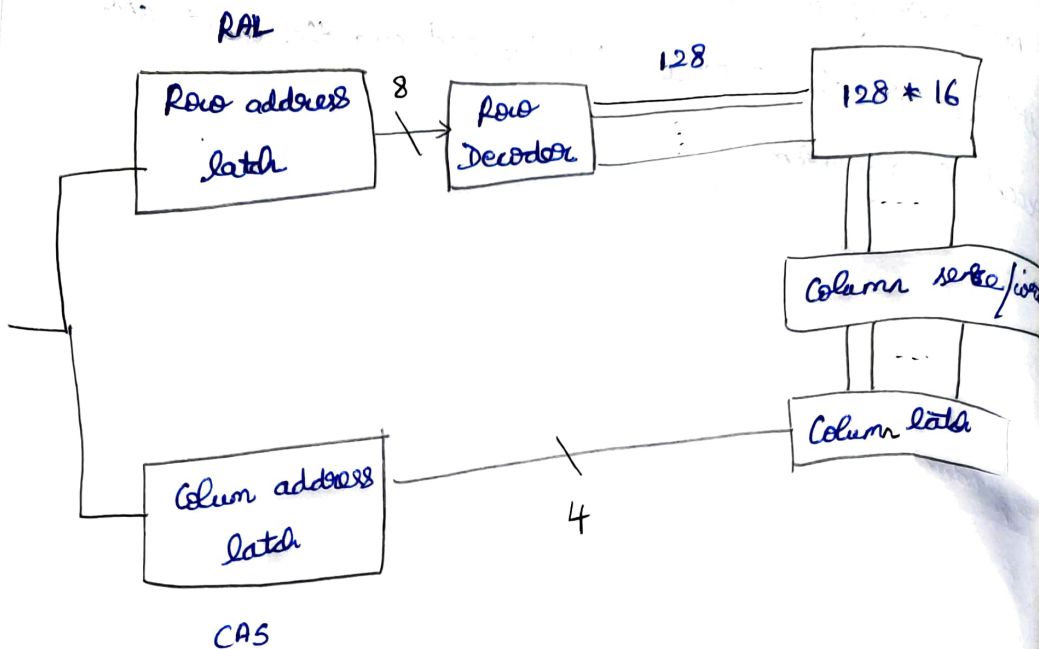 RAL
Row address
latch
8
Row
Decoder
128
128 * 16
....
Column sense/
....
Column latch
Colum address
latch
4
CAS